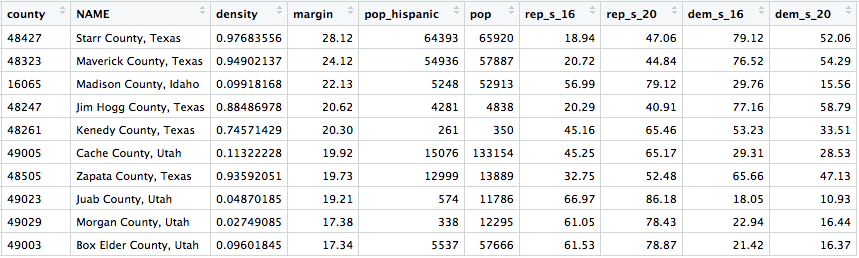 county NAME density margin pop_hispanic pop rep_s_16 rep_s_20 dem_s_16 dem_s_20
48427 Starr County, Texas 0.97683556 28.12 64393 65920 18.94 47.06 79.12 52.06
48323 Maverick County, Texas 0.94902137 24.12 54936 57887 20.72 44.84 76.52 54.29
16065 Madison County, Idaho 0.09918168 22.13 5248 52913 56.99 79.12 29.76 15.56
48247 Jim Hogg County, Texas 0.88486978 20.62 4281 4838 20.29 40.91 77.16 58.79
48261 Kenedy County, Texas 0.74571429 20.30 261 350 45.16 65.46 53.23 33.51
49005 Cache County, Utah 0.11322228 19.92 15076 133154 45.25 65.17 29.31 28.53
48505 Zapata County, Texas 0.93592051 19.73 12999 13889 32.75 52.48 65.66 47.13
49023 Juab County, Utah 0.04870185 19.21 574 11786 66.97 86.18 18.05 10.93
49029 Morgan County, Utah 0.02749085 17.38 338 12295 61.05 78.43 22.94 16.44
49003 Box Elder County, Utah 0.09601845 17.34 5537 57666 61.53 78.87 21.42 16.37